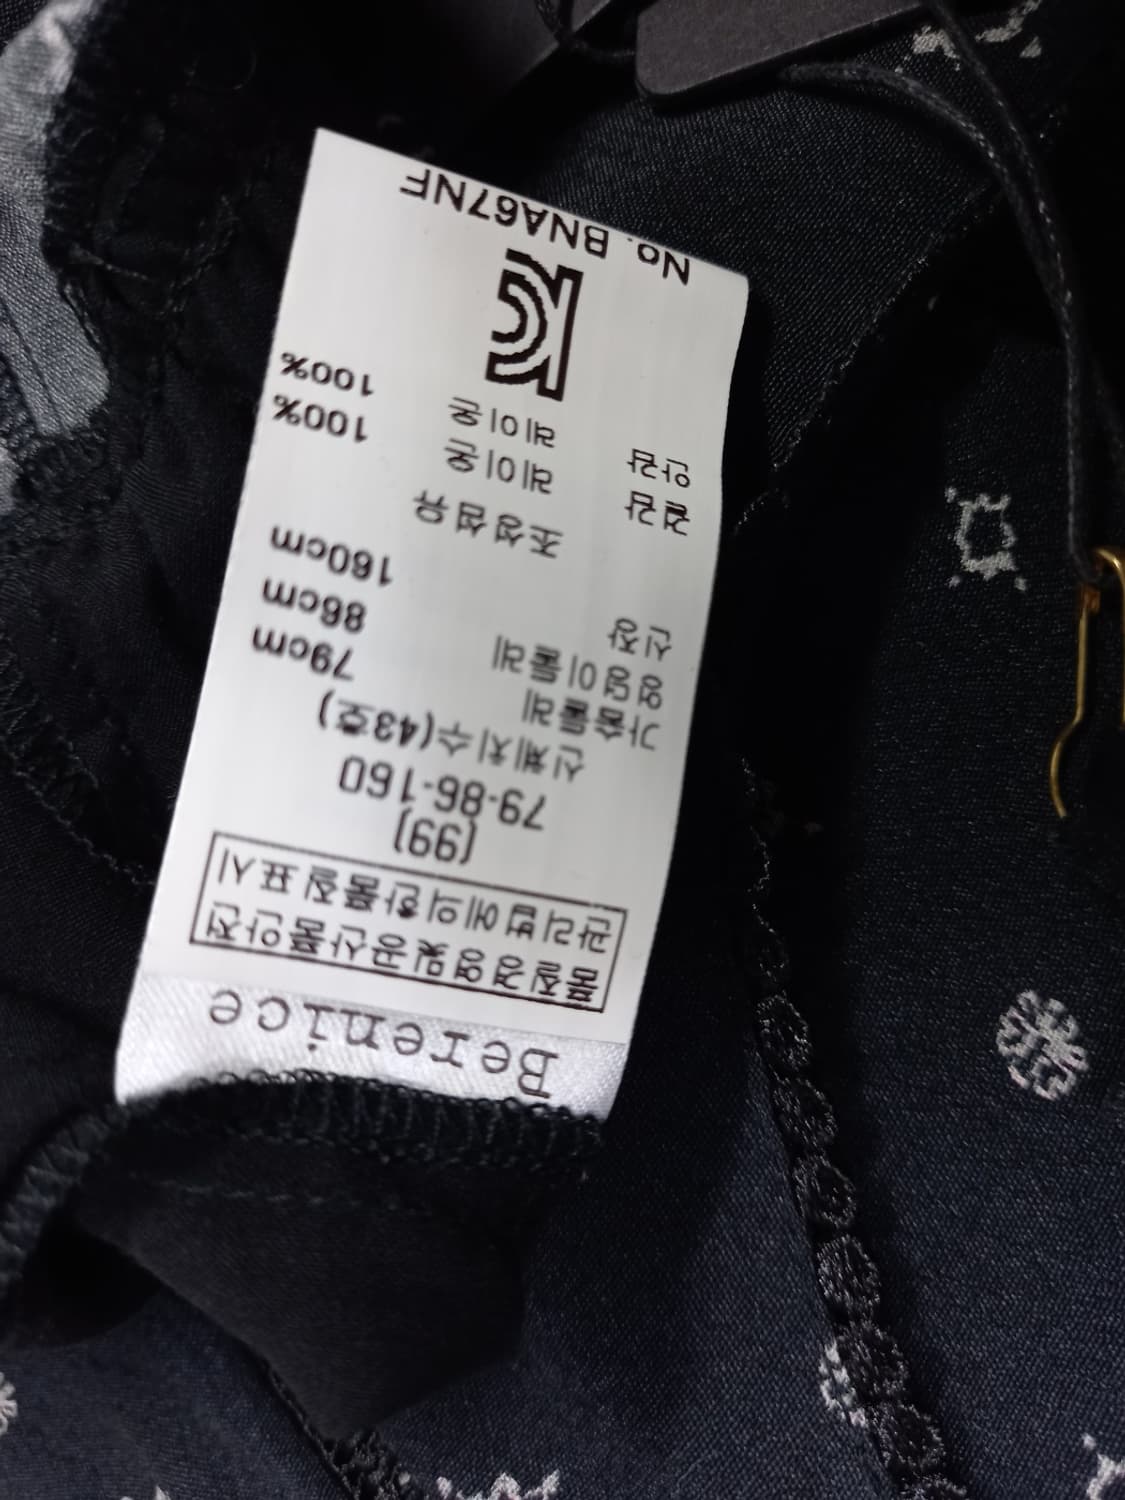 Berenice
품질경영및공산품안전
관리법에의한품질표시
(66)
79-86-160
신체치수(43호)
가슴둘레 79cm
엉덩이둘레 86cm
신장 160cm
조성섬유
겉감 레이온 100%
안감 레이온 100%
No. BNA67NF